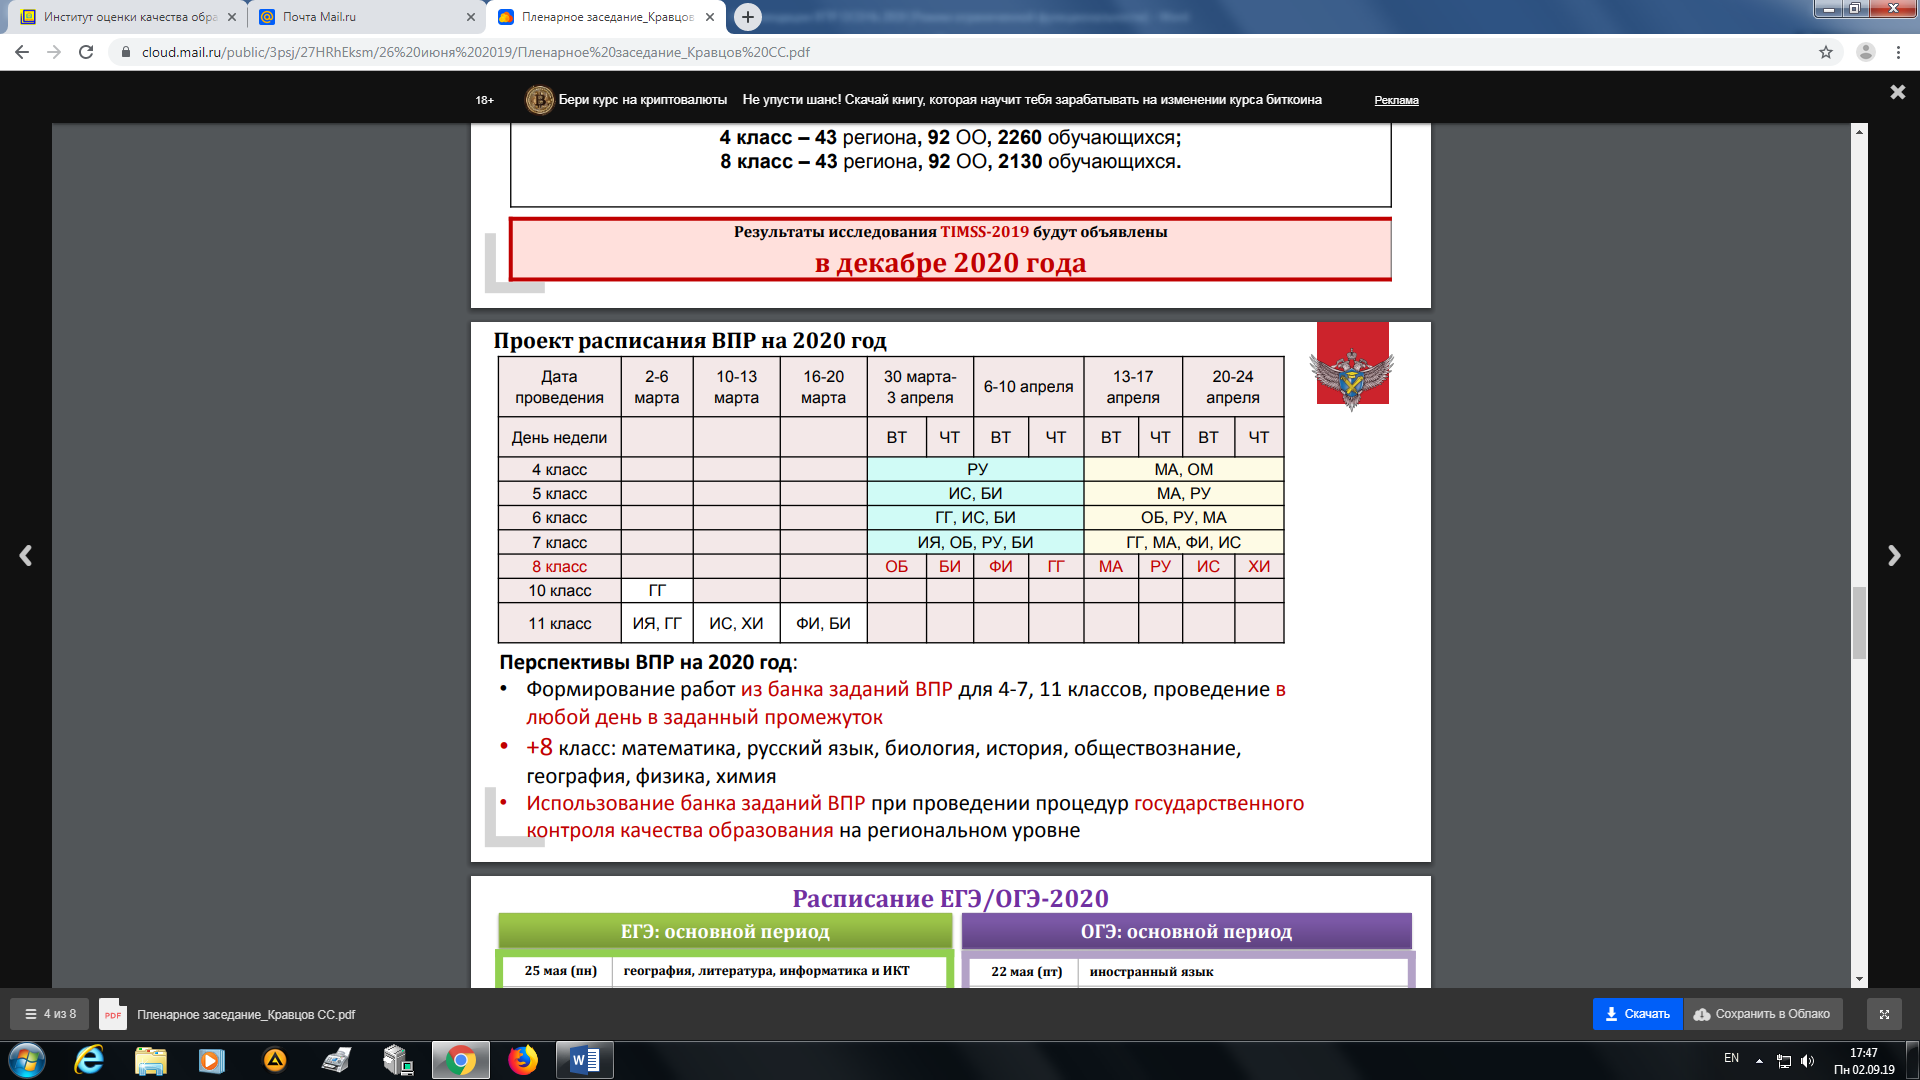 Институт оценки качества обра
Почта Mail.ru
Пленарное заседание_Кравцов
cloud.mail.ru/public/3psj/27HRhEksm/26%20июня%202019/Пленарное%20заседание_Кравцов%20СС.pdf
18+
Бери курс на криптовалюты Не упусти шанс! Скачай книгу, которая научит тебя зарабатывать на изменении курса биткоина Реклама
4 класс – 43 региона, 92 ОО, 2260 обучающихся;
8 класс – 43 региона, 92 ОО, 2130 обучающихся.
Результаты исследования TIMSS-2019 будут объявлены
в декабре 2020 года
Проект расписания ВПР на 2020 год
Дата проведения 2-6 марта 10-13 марта 16-20 марта 30 марта-3 апреля 6-10 апреля 13-17 апреля 20-24 апреля
День недели ВТ ЧТ ВТ ЧТ ВТ ЧТ ВТ ЧТ
4 класс РУ МА, ОМ
5 класс ИС, БИ МА, РУ
6 класс ГГ, ИС, БИ ОБ, РУ, МА
7 класс ИЯ, ОБ, РУ, БИ ГГ, МА, ФИ, ИС
8 класс ОБ БИ ФИ ГГ МА РУ ИС ХИ
10 класс ГГ
11 класс ИЯ, ГГ ИС, ХИ ФИ, БИ
Перспективы ВПР на 2020 год:
• Формирование работ из банка заданий ВПР для 4-7, 11 классов, проведение в
любой день в заданный промежуток
• +8 класс: математика, русский язык, биология, история, обществознание,
география, физика, химия
• Использование банка заданий ВПР при проведении процедур государственного
контроля качества образования на региональном уровне
Расписание ЕГЭ/ОГЭ-2020
ЕГЭ: основной период ОГЭ: основной период
25 мая (пн) география, литература, информатика и ИКТ 22 мая (пт) иностранный язык
4 из 8
PDF
Пленарное заседание_Кравцов СС.pdf
Скачать
Сохранить в Облако
EN
17:47
Пн 02.09.19